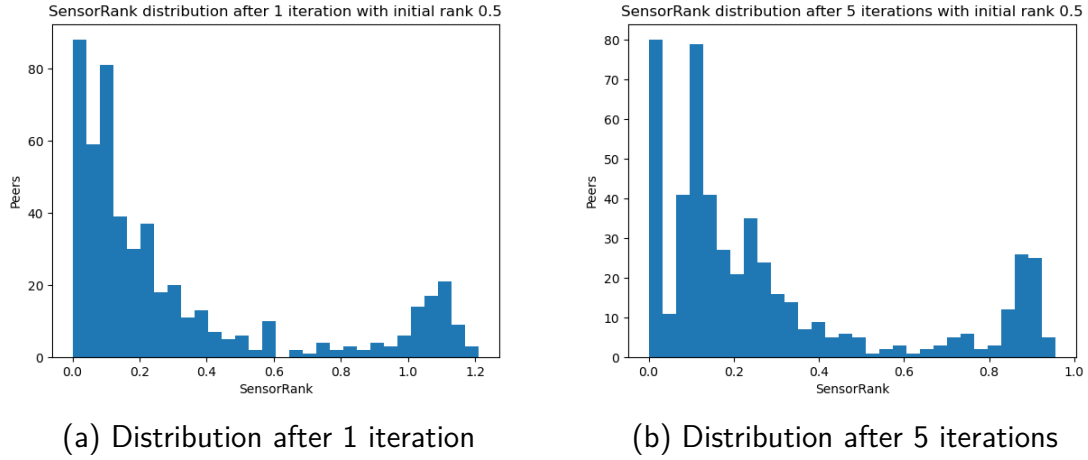 SensorRank distribution after 1 iteration with initial rank 0.5
80
60
40
20
0
Peers
0.0 0.2 0.4 0.6 0.8 1.0 1.2
SensorRank
(a) Distribution after 1 iteration
SensorRank distribution after 5 iterations with initial rank 0.5
80
70
60
50
40
30
20
10
0
Peers
0.0 0.2 0.4 0.6 0.8 1.0
SensorRank
(b) Distribution after 5 iterations